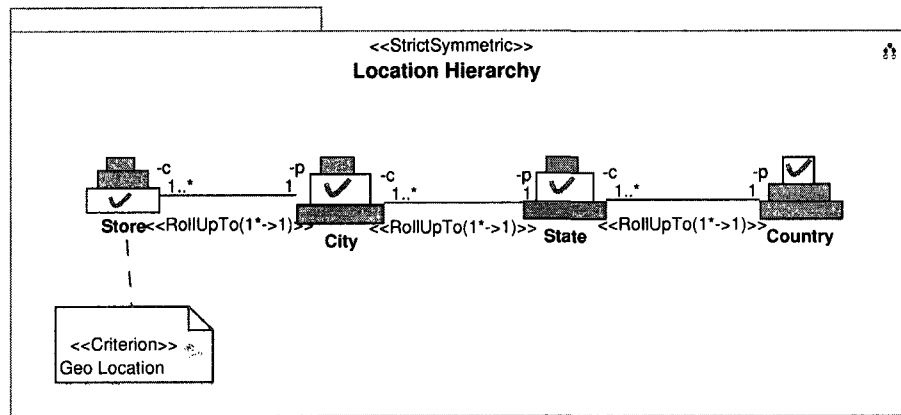 <<StrictSymmetric>>
Location Hierarchy
-c
-p
-c
-p
-c
-p
1..*
1
1..*
1
1..*
1
Store
<<RollUpTo(1*->1)>>
<<RollUpTo(1*->1)>>
<<RollUpTo(1*->1)>>
City
State
Country
<<Criterion>>
Geo Location